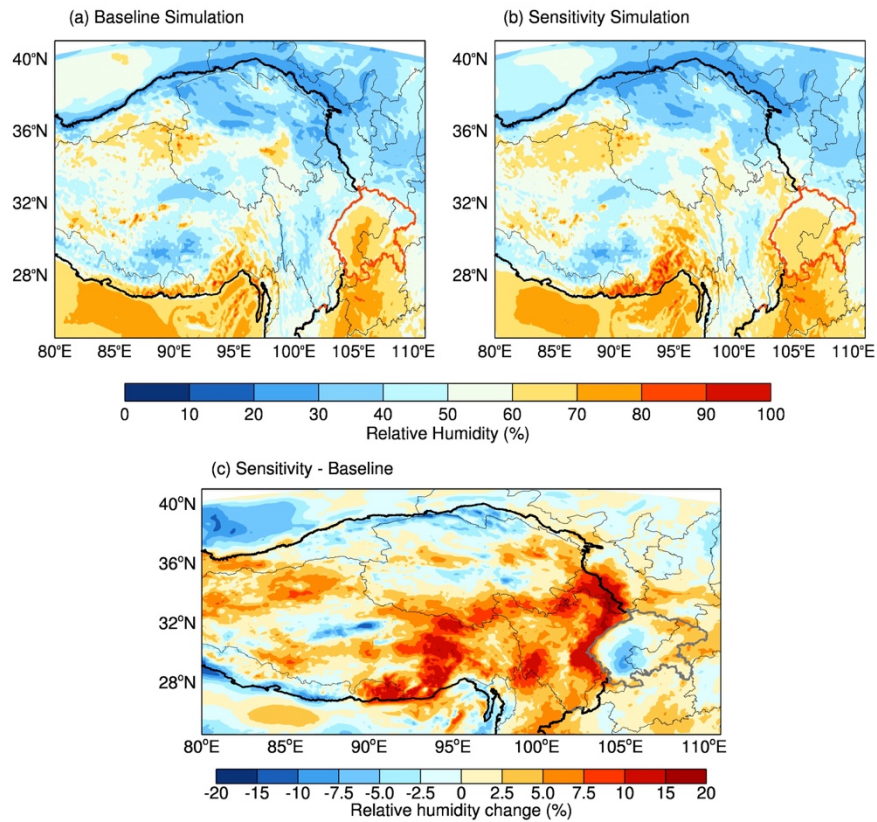 (a) Baseline Simulation
(b) Sensitivity Simulation
40°N
36°N
32°N
28°N
80°E 85°E 90°E 95°E 100°E 105°E 110°E
40°N
36°N
32°N
28°N
80°E 85°E 90°E 95°E 100°E 105°E 110°E
0 10 20 30 40 50 60 70 80 90 100
Relative Humidity (%)
(c) Sensitivity - Baseline
40°N
36°N
32°N
28°N
80°E 85°E 90°E 95°E 100°E 105°E 110°E
-20 -15 -10 -7.5 -5.0 -2.5 0 2.5 5 7.5 10 15 20
Relative humidity change (%)